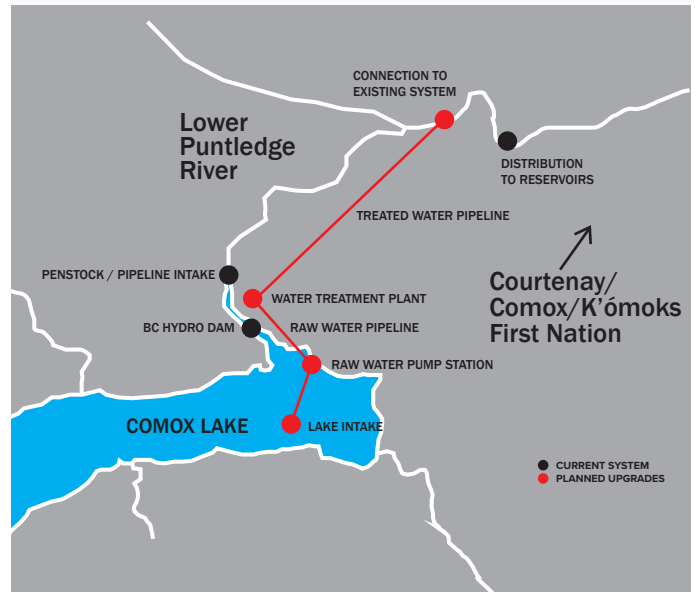 CONNECTION TO
EXISTING SYSTEM
Lower
Puntledge
River
DISTRIBUTION
TO RESERVOIRS
TREATED WATER PIPELINE
PENSTOCK / PIPELINE INTAKE
Courtenay/
Comox/K'ómoks
First Nation
WATER TREATMENT PLANT
BC HYDRO DAM
RAW WATER PIPELINE
RAW WATER PUMP STATION
COMOX LAKE
LAKE INTAKE
CURRENT SYSTEM
PLANNED UPGRADES